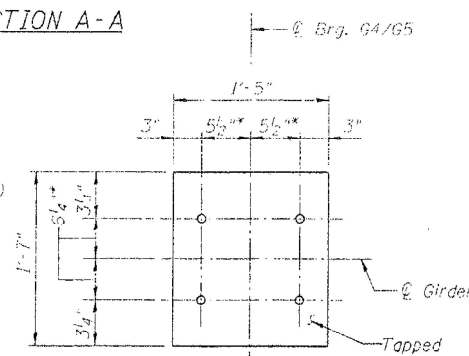 CTION A-A
℄ Brg. G4/G5
1'-5"
3" 5½"* 5½"* 3"
)
1'-7"
6¼"*
3¼"
3¼"
℄ Girder
Tapped